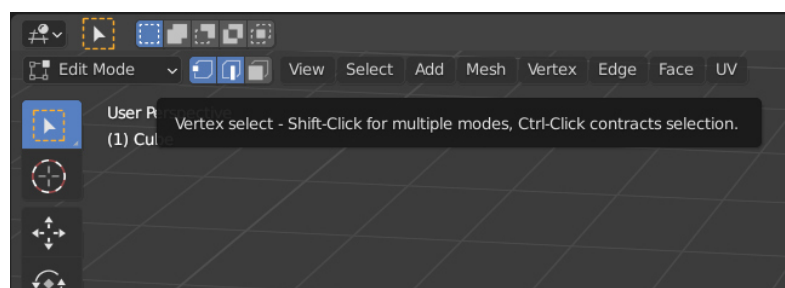 Edit Mode View Select Add Mesh Vertex Edge Face UV
User P
Vertex select - Shift-Click for multiple modes, Ctrl-Click contracts selection.
(1) Cube